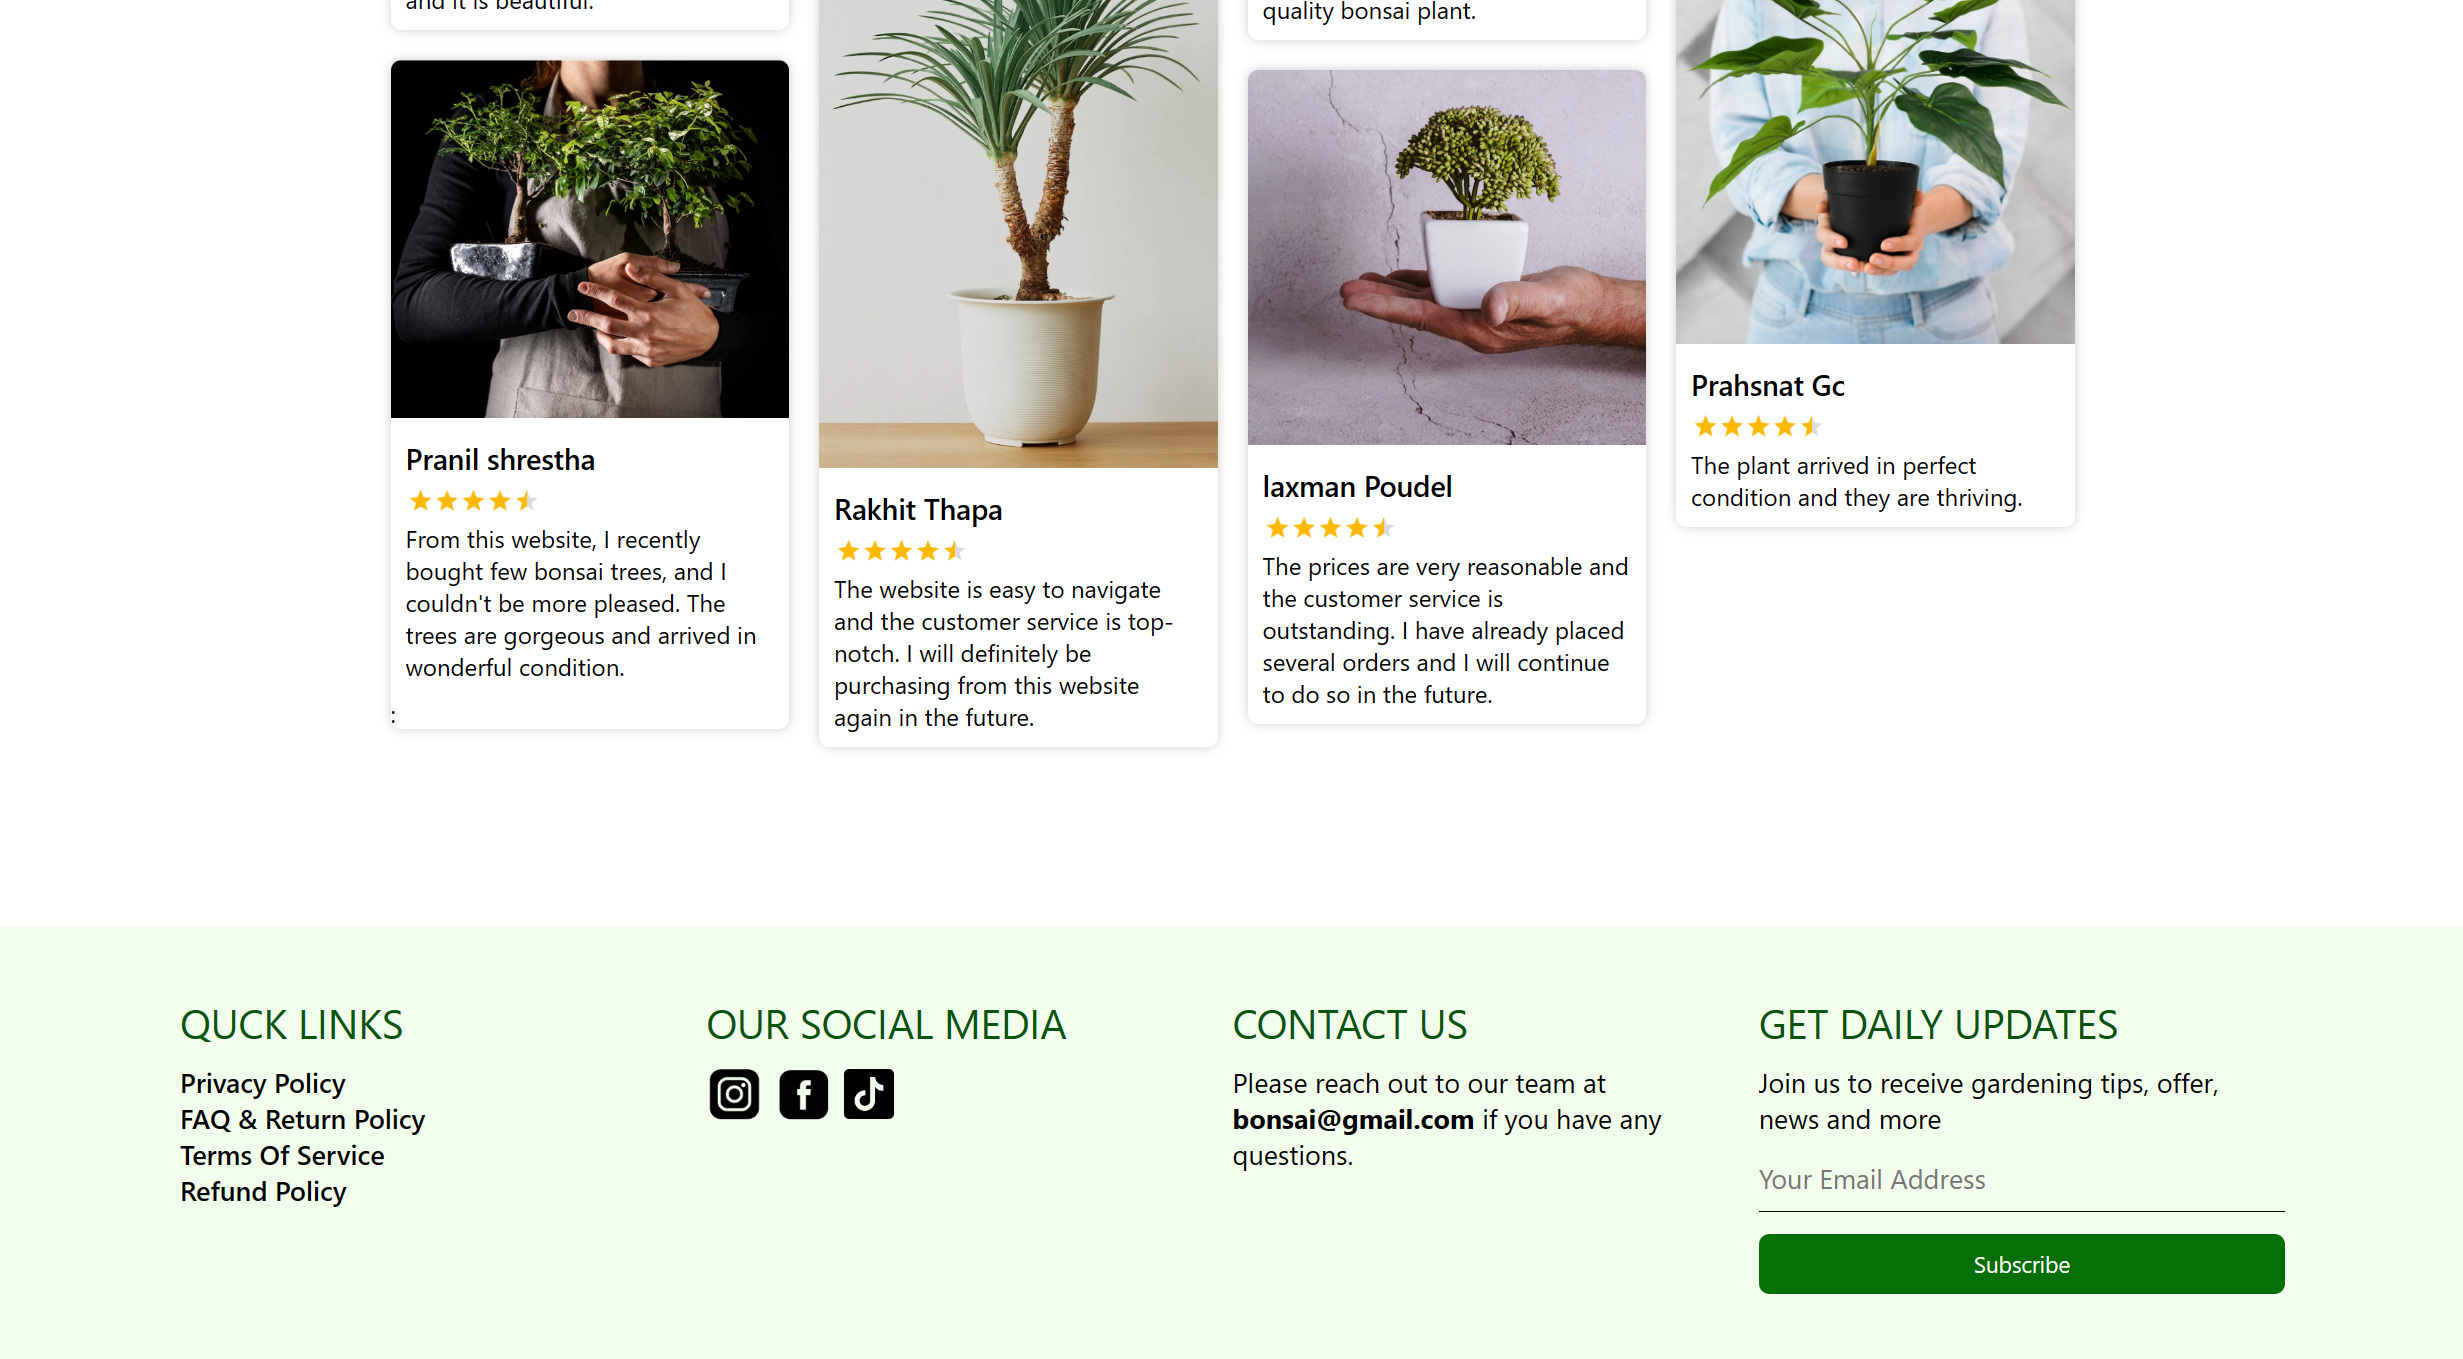 and it is beautiful.
quality bonsai plant.
Pranil shrestha
From this website, I recently
bought few bonsai trees, and I
couldn't be more pleased. The
trees are gorgeous and arrived in
wonderful condition.
:
Rakhit Thapa
The website is easy to navigate
and the customer service is top-
notch. I will definitely be
purchasing from this website
again in the future.
laxman Poudel
The prices are very reasonable and
the customer service is
outstanding. I have already placed
several orders and I will continue
to do so in the future.
Prahsnat Gc
The plant arrived in perfect
condition and they are thriving.
QUCK LINKS
Privacy Policy
FAQ & Return Policy
Terms Of Service
Refund Policy
OUR SOCIAL MEDIA
CONTACT US
Please reach out to our team at
bonsai@gmail.com if you have any
questions.
GET DAILY UPDATES
Join us to receive gardening tips, offer,
news and more
Your Email Address
Subscribe